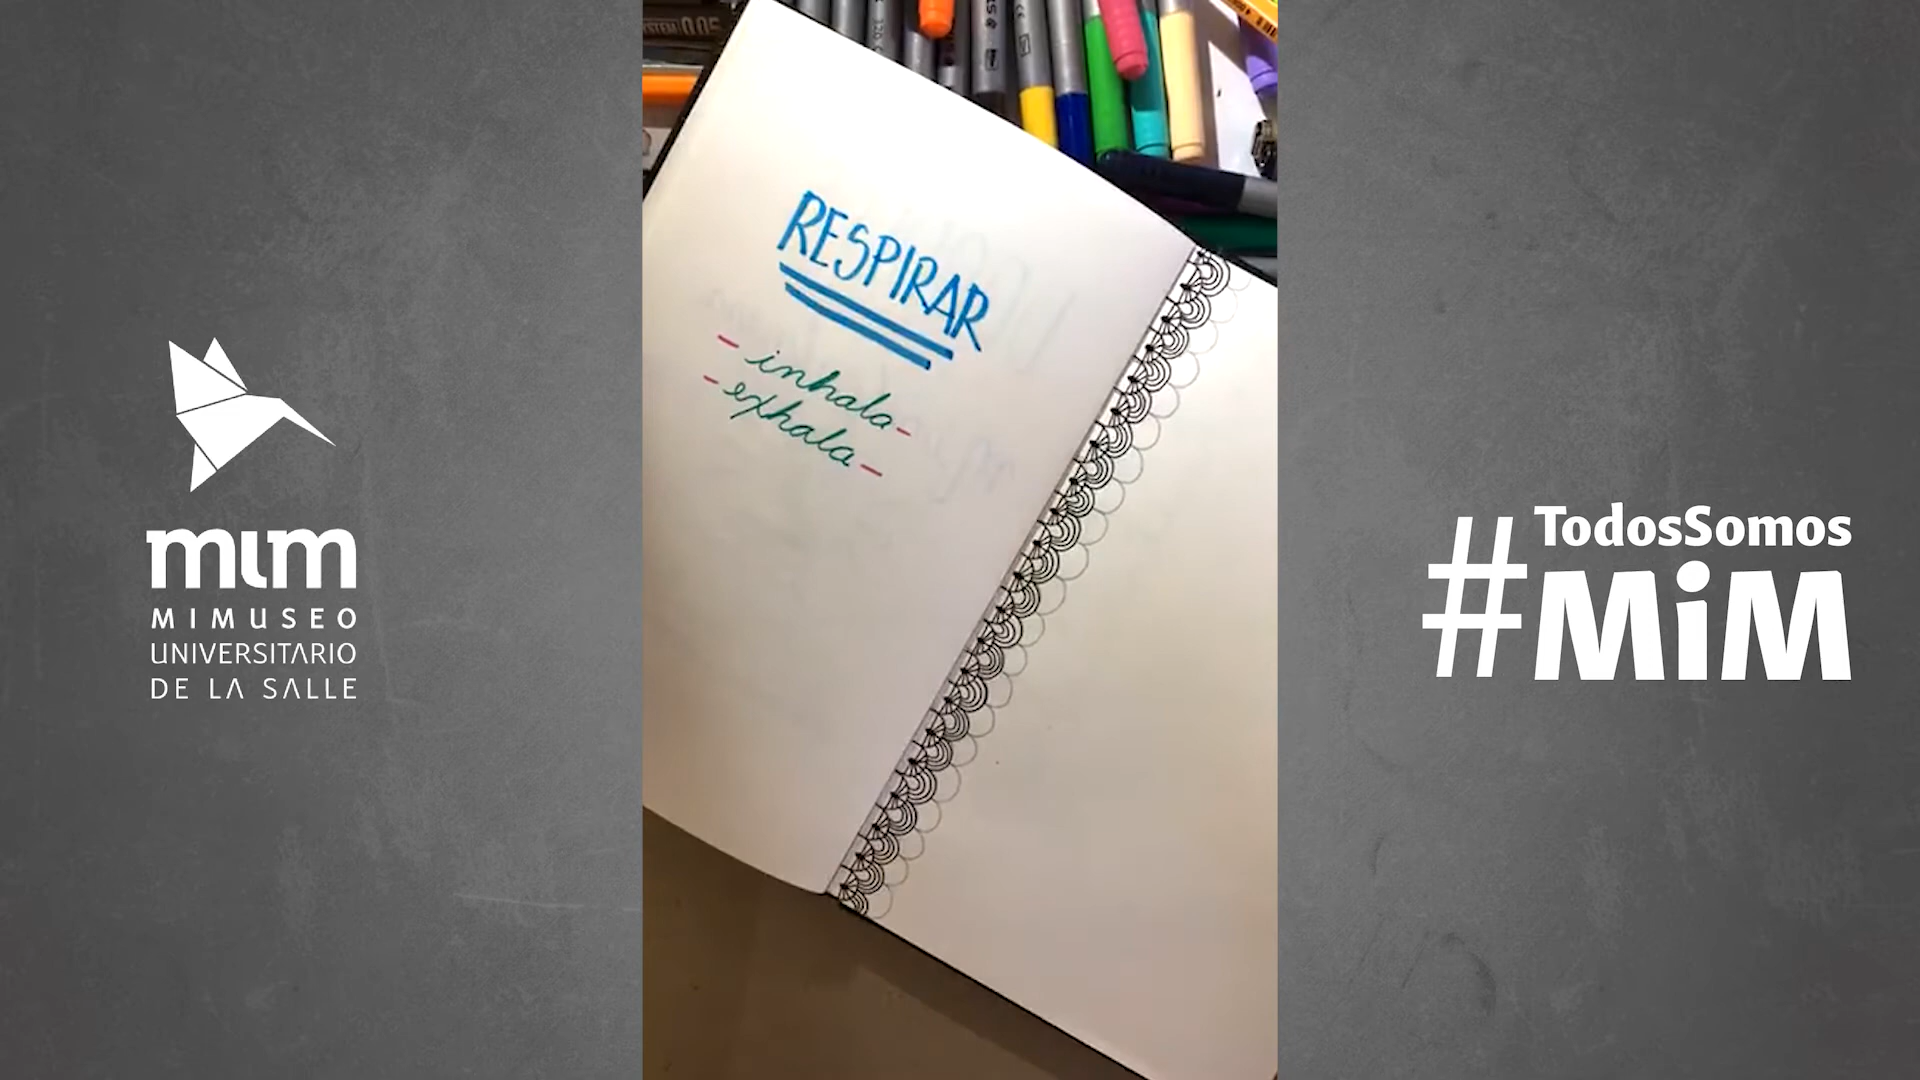 mim
MIMUSEO
UNIVERSITARIO
DE LA SALLE
RESPIRAR
- inhala -
- exhala -
#TodosSomos
MiM